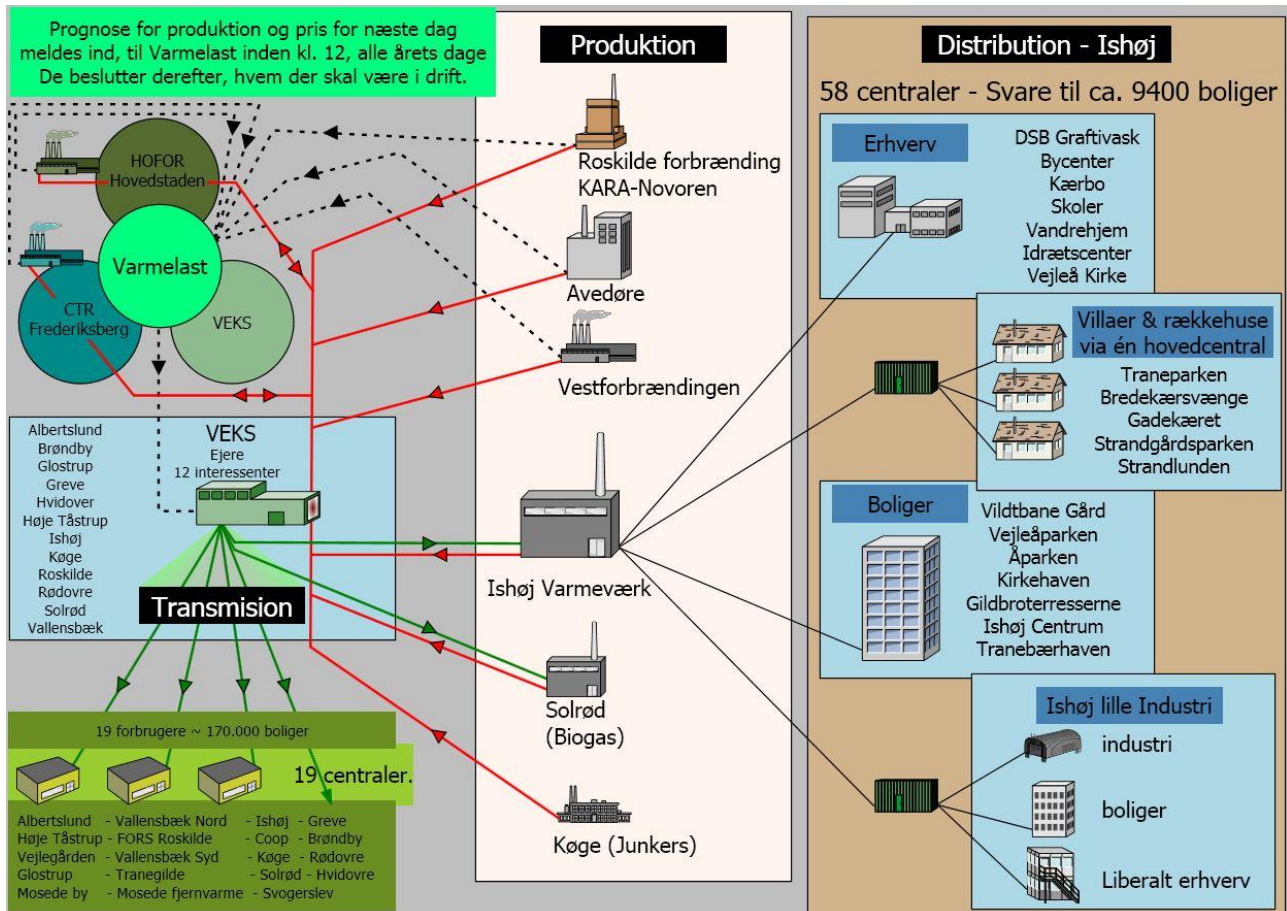 Prognose for produktion og pris for næste dag
meldes ind, til Varmelast inden kl. 12, alle årets dage
De beslutter derefter, hvem der skal være i drift.
HOFOR
Hovedstaden
Varmelast
CTR
Frederiksberg
VEKS
Albertslund
Brøndby
Glostrup
Greve
Hvidover
Høje Tåstrup
Ishøj
Køge
Roskilde
Rødovre
Solrød
Vallensbæk
VEKS
Ejere
12 interessenter
Transmision
19 forbrugere ~ 170.000 boliger
19 centraler.
Albertslund - Vallensbæk Nord - Ishøj - Greve
Høje Tåstrup - FORS Roskilde - Coop - Brøndby
Vejlegården - Vallensbæk Syd - Køge - Rødovre
Glostrup - Tranegilde - Solrød - Hvidovre
Mosede by - Mosede fjernvarme - Svogerslev
Produktion
Roskilde forbrænding
KARA-Novoren
Avedøre
Vestforbrændingen
Ishøj Varmeværk
Solrød
(Biogas)
Køge (Junkers)
Distribution - Ishøj
58 centraler - Svare til ca. 9400 boliger
Erhverv
DSB Graftivask
Bycenter
Kærbo
Skoler
Vandrehjem
Idrætscenter
Vejleå Kirke
Villaer & rækkehuse
via én hovedcentral
Traneparken
Bredekærsvænge
Gadekæret
Strandgårdsparken
Strandlunden
Boliger
Vildtbane Gård
Vejleåparken
Åparken
Kirkehaven
Gildbroterresserne
Ishøj Centrum
Tranebærhaven
Ishøj lille Industri
industri
boliger
Liberalt erhverv